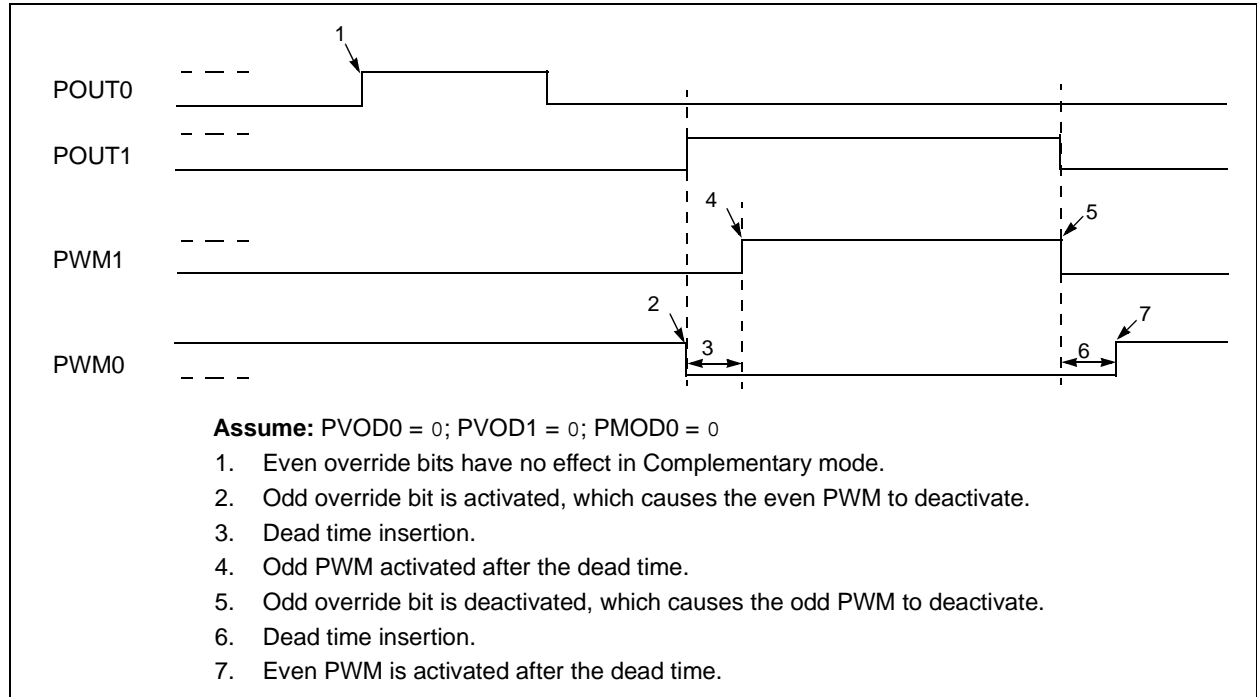 1
POUT0
POUT1
4
5
PWM1
2
7
PWM0
3
6
Assume: PVOD0 = 0; PVOD1 = 0; PMOD0 = 0
1. Even override bits have no effect in Complementary mode.
2. Odd override bit is activated, which causes the even PWM to deactivate.
3. Dead time insertion.
4. Odd PWM activated after the dead time.
5. Odd override bit is deactivated, which causes the odd PWM to deactivate.
6. Dead time insertion.
7. Even PWM is activated after the dead time.